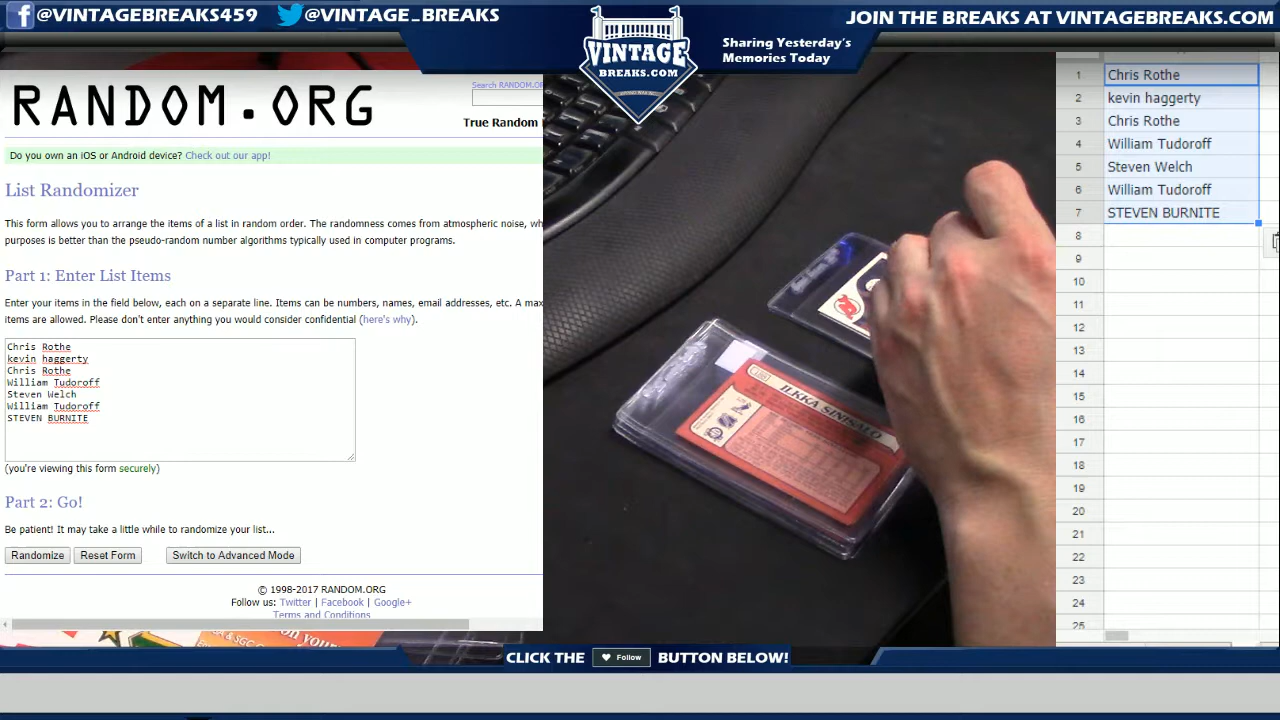 @VINTAGEBREAKS459
@VINTAGE_BREAKS
VINTAGE
BREAKS.COM
Sharing Yesterday's
Memories Today
JOIN THE BREAKS AT VINTAGEBREAKS.COM
RANDOM.ORG
Search RANDOM.OR
True Random
Do you own an iOS or Android device? Check out our app!
List Randomizer
This form allows you to arrange the items of a list in random order. The randomness comes from atmospheric noise, wh
purposes is better than the pseudo-random number algorithms typically used in computer programs.
Part 1: Enter List Items
Enter your items in the field below, each on a separate line. Items can be numbers, names, email addresses, etc. A max
items are allowed. Please don't enter anything you would consider confidential (here's why).
Chris Rothe
kevin haggerty
Chris Rothe
William Tudoroff
Steven Welch
William Tudoroff
STEVEN BURNITE
(you're viewing this form securely)
Part 2: Go!
Be patient! It may take a little while to randomize your list...
Randomize
Reset Form
Switch to Advanced Mode
© 1998-2017 RANDOM.ORG
Follow us: Twitter | Facebook | Google+
Terms and Conditions
ILKKA SINISALO
1 Chris Rothe
2 kevin haggerty
3 Chris Rothe
4 William Tudoroff
5 Steven Welch
6 William Tudoroff
7 STEVEN BURNITE
8
9
10
11
12
13
14
15
16
17
18
19
20
21
22
23
24
25
& SGC
on your
CLICK THE Follow BUTTON BELOW!